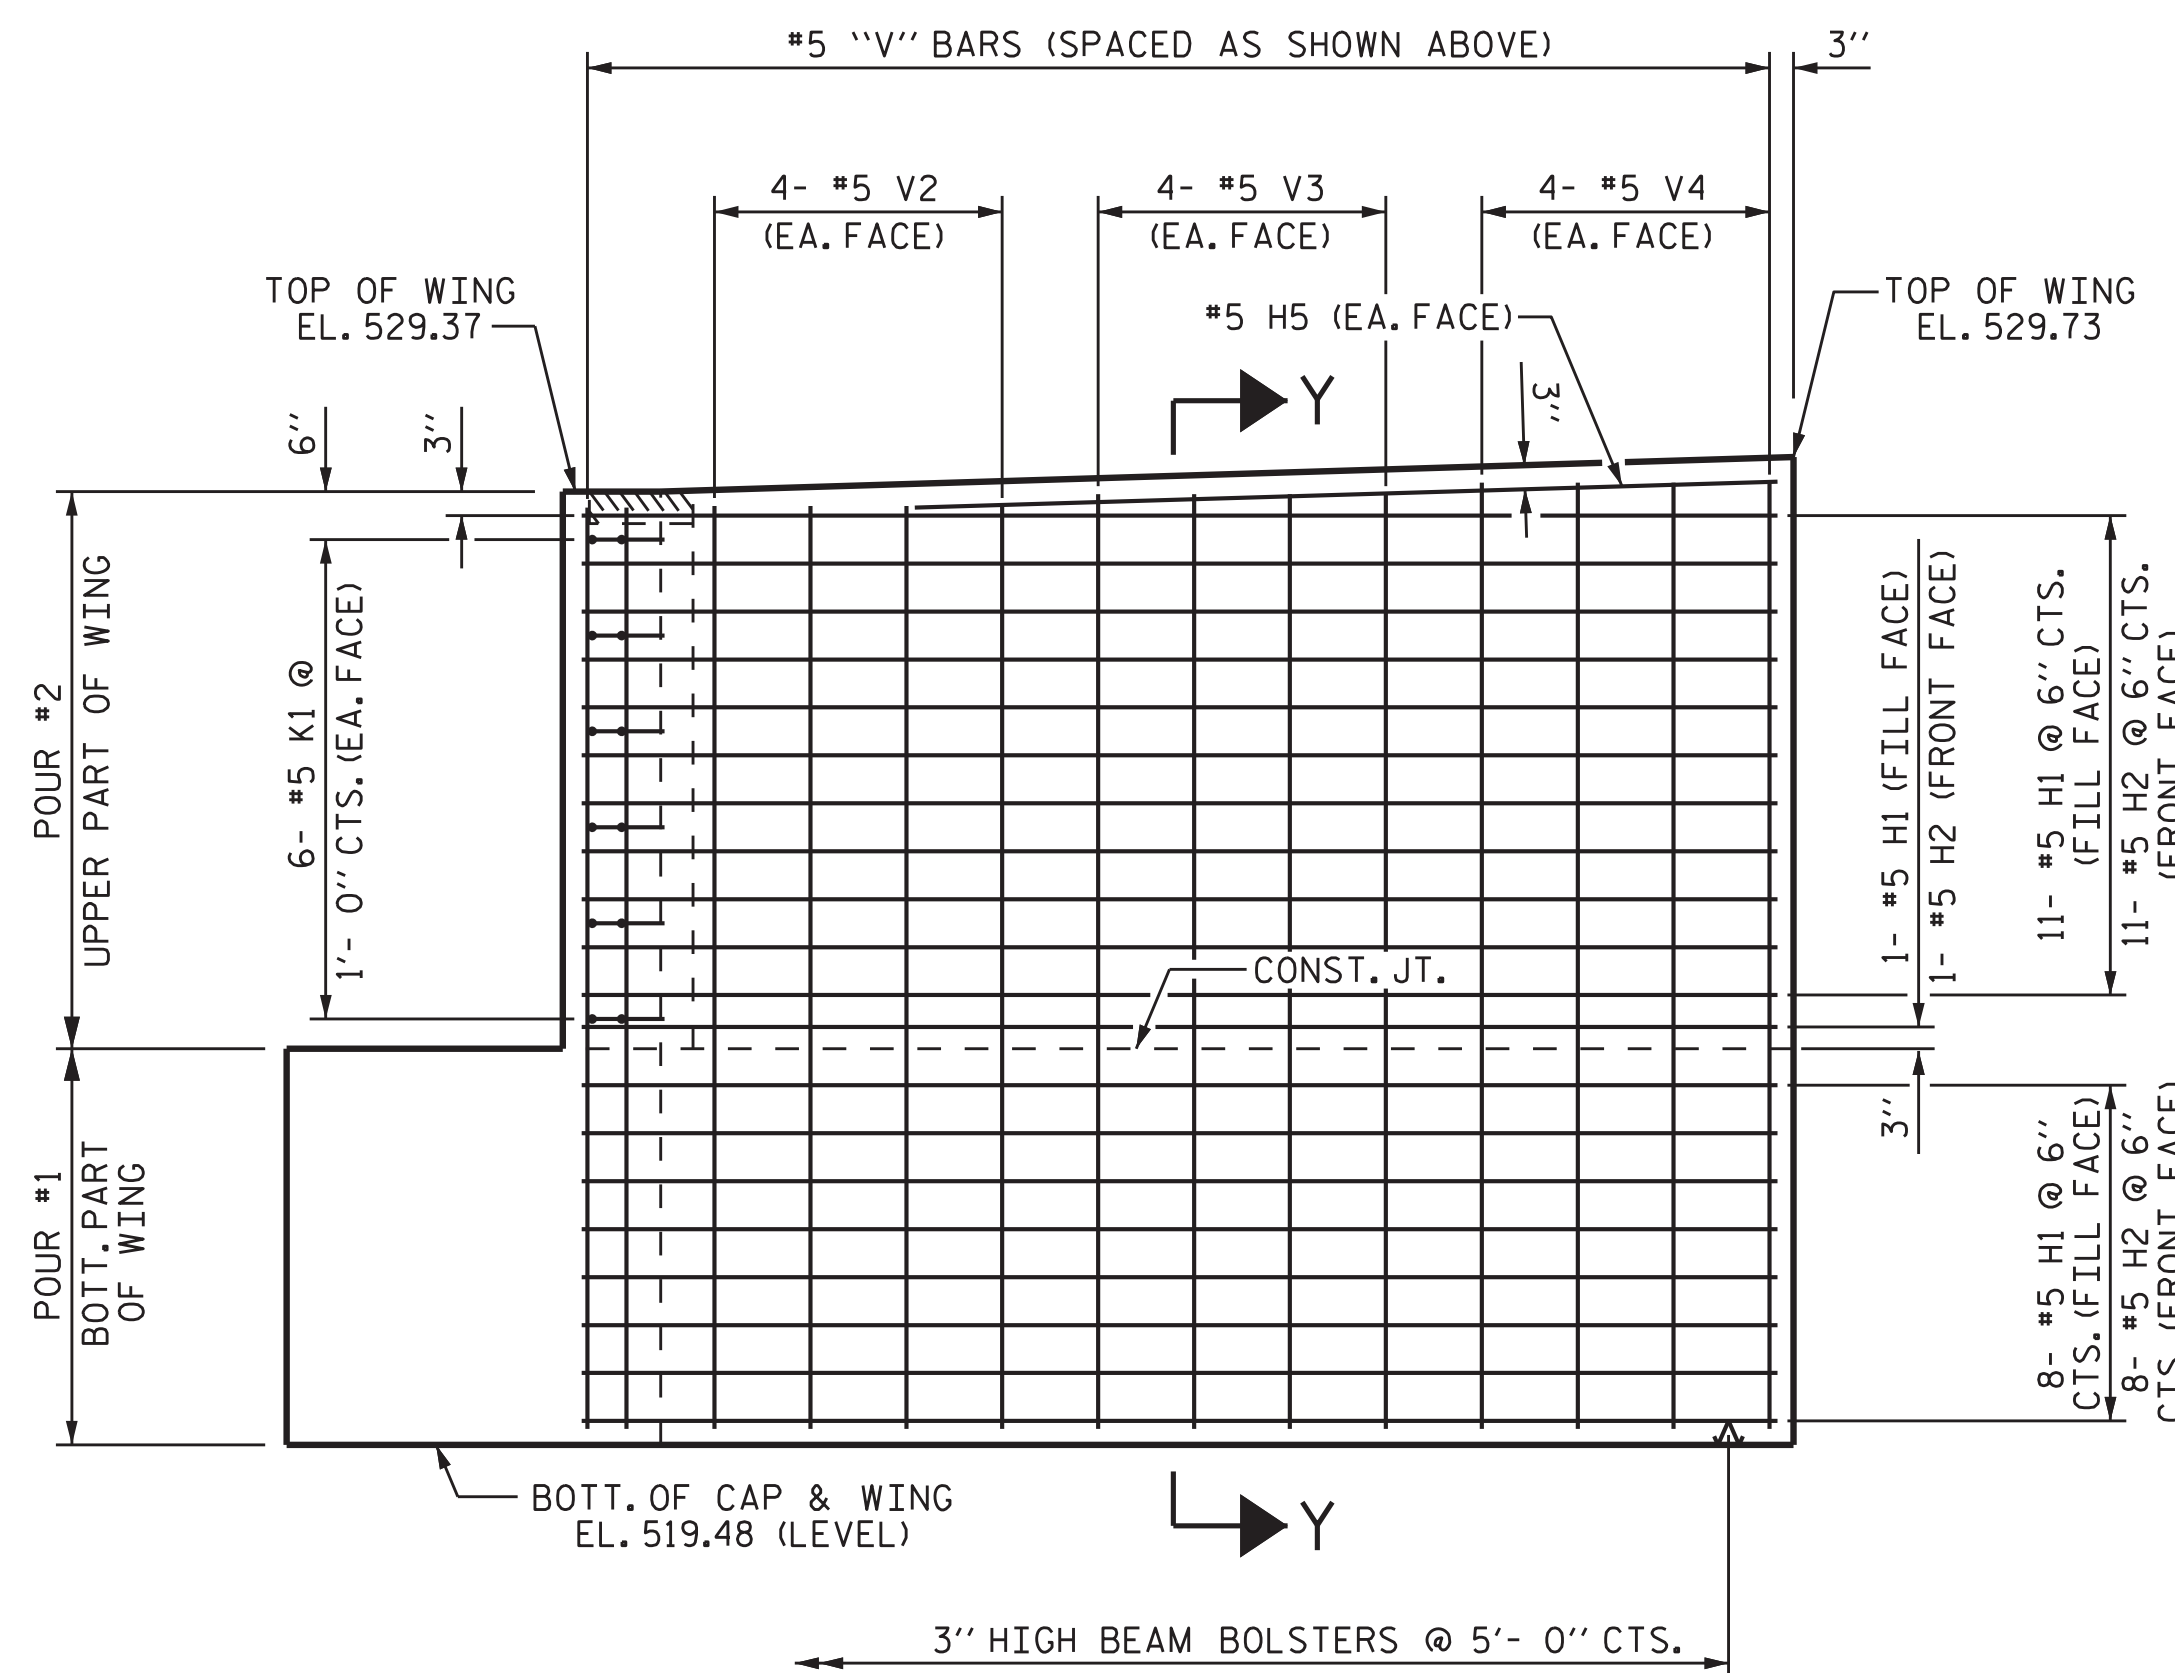 #5 "V" BARS (SPACED AS SHOWN ABOVE)
3"
4- #5 V2
(EA. FACE)
4- #5 V3
(EA. FACE)
4- #5 V4
(EA. FACE)
TOP OF WING
EL. 529.37
#5 H5 (EA. FACE)
TOP OF WING
EL. 529.73
6"
3"
Y
3"
POUR #2
UPPER PART OF WING
6- #5 K1 @
1'- 0" CTS. (EA. FACE)
CONST. JT.
1- #5 H1 (FILL FACE)
1- #5 H2 (FRONT FACE)
11- #5 H1 @ 6" CTS.
(FILL FACE)
11- #5 H2 @ 6" CTS.
(FRONT FACE)
POUR #1
BOTT. PART
OF WING
3"
8- #5 H1 @ 6"
CTS. (FILL FACE)
8- #5 H2 @ 6"
CTS. (FRONT FACE)
BOTT. OF CAP & WING
EL. 519.48 (LEVEL)
Y
3" HIGH BEAM BOLSTERS @ 5'- 0" CTS.